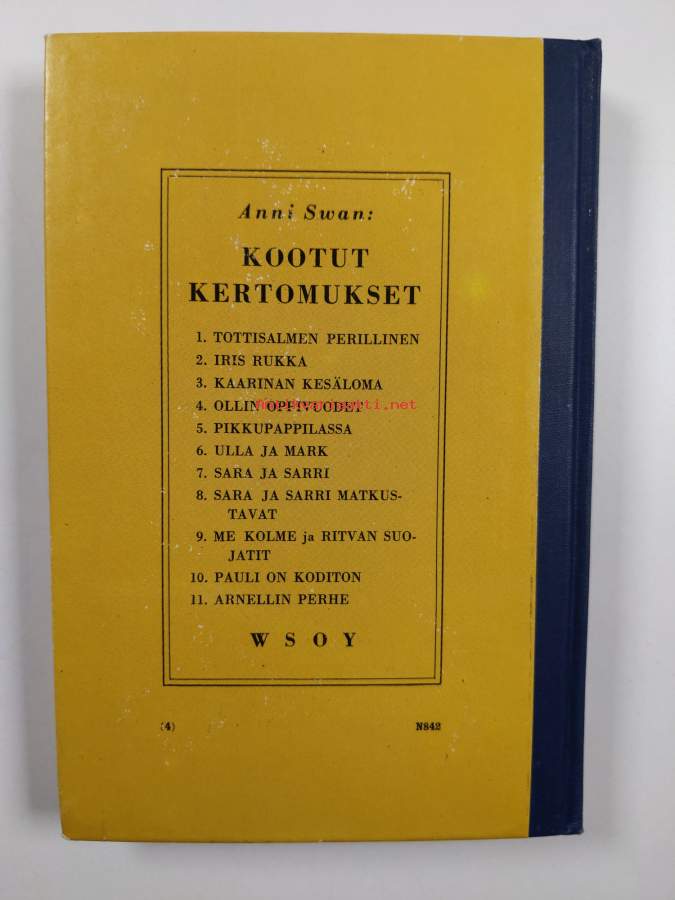 Anni Swan:
KOOTUT
KERTOMUKSET
1. TOTTISALMEN PERILLINEN
2. IRIS RUKKA
3. KAARINAN KESÄLOMA
4. OLLIN OPPIVUODET
5. PIKKUPAPPILASSA
6. ULLA JA MARK
7. SARA JA SARRI
8. SARA JA SARRI MATKUS-
TAVAT
9. ME KOLME ja RITVAN SUO-
JATIT
10. PAULI ON KODITON
11. ARNELLIN PERHE
WSOY
(4) N842